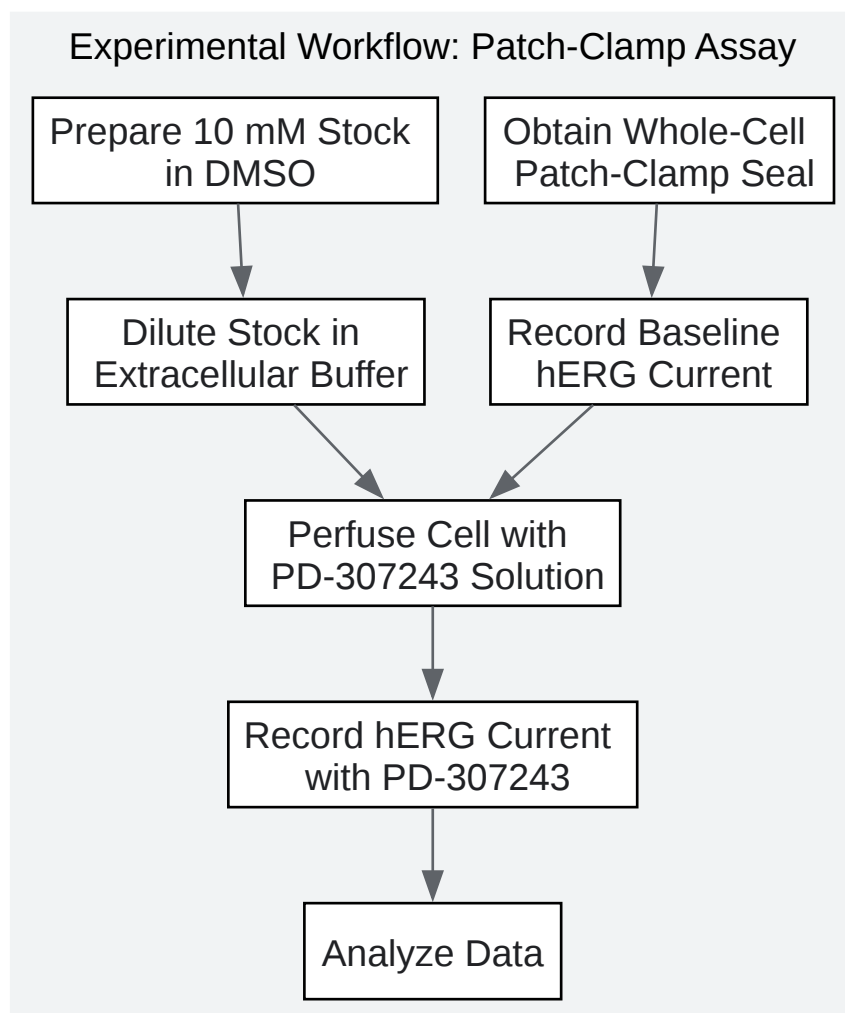 Experimental Workflow: Patch-Clamp Assay
Prepare 10 mM Stock
in DMSO
Obtain Whole-Cell
Patch-Clamp Seal
Dilute Stock in
Extracellular Buffer
Record Baseline
hERG Current
Perfuse Cell with
PD-307243 Solution
Record hERG Current
with PD-307243
Analyze Data